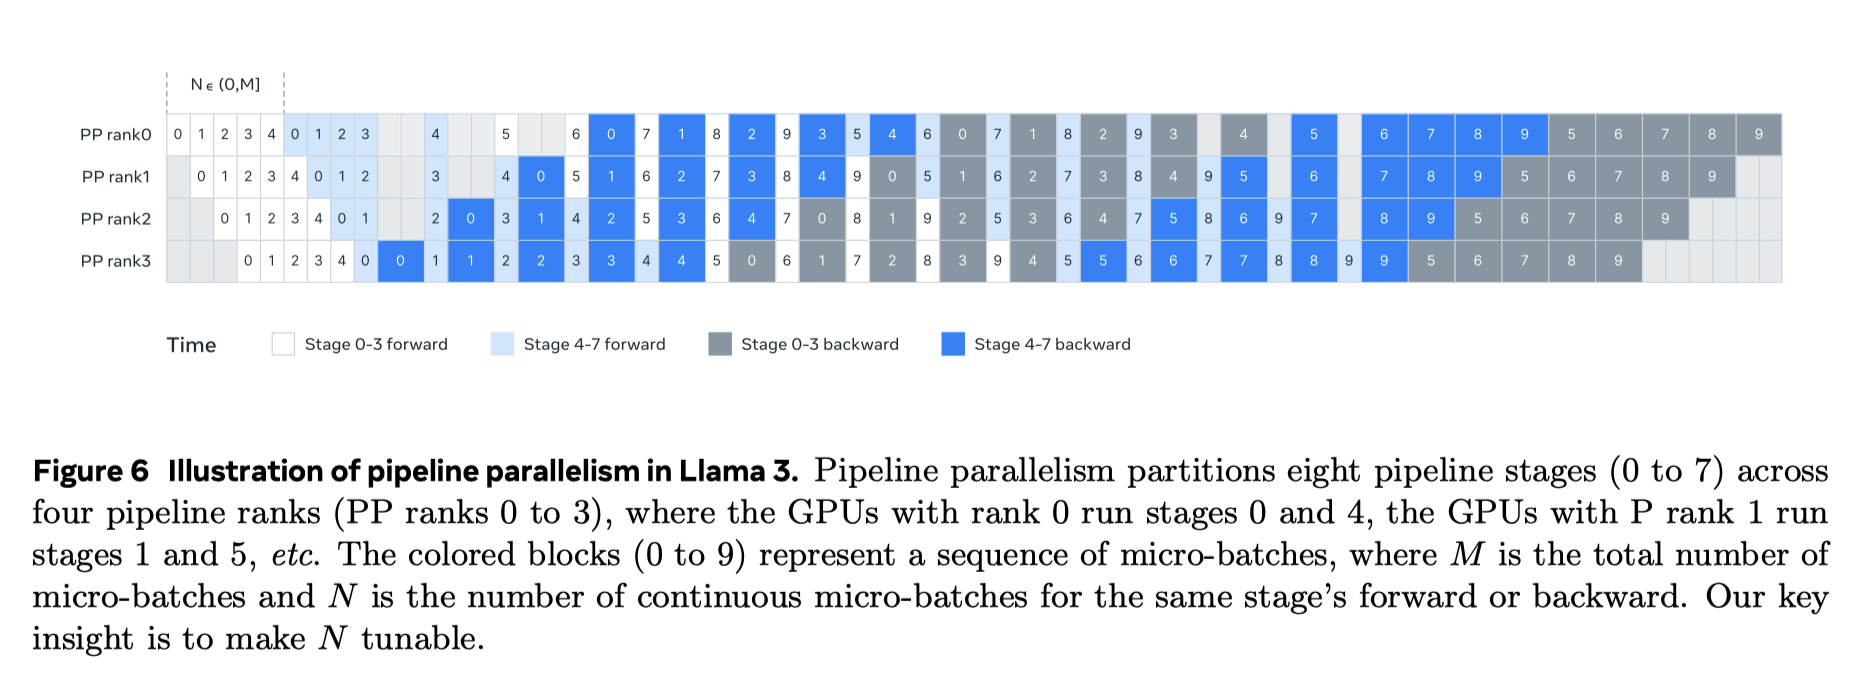 N ϵ (0,M]
PP rank0 0 1 2 3 4 0 1 2 3 4 5 6 0 7 1 8 2 9 3 5 4 6 0 7 1 8 2 9 3 4 5 6 7 8 9 5 6 7 8 9
PP rank1 0 1 2 3 4 0 1 2 3 4 0 5 1 6 2 7 3 8 4 9 0 5 1 6 2 7 3 8 4 9 5 6 7 8 9 5 6 7 8 9
PP rank2 0 1 2 3 4 0 1 2 0 3 1 4 2 5 3 6 4 7 0 8 1 9 2 5 3 6 4 7 5 8 6 9 7 8 9 5 6 7 8 9
PP rank3 0 1 2 3 4 0 0 1 1 2 2 3 3 4 4 5 0 6 1 7 2 8 3 9 4 5 5 6 6 7 7 8 8 9 9 5 6 7 8 9
Time Stage 0-3 forward Stage 4-7 forward Stage 0-3 backward Stage 4-7 backward
Figure 6 Illustration of pipeline parallelism in Llama 3. Pipeline parallelism partitions eight pipeline stages (0 to 7) across
four pipeline ranks (PP ranks 0 to 3), where the GPUs with rank 0 run stages 0 and 4, the GPUs with P rank 1 run
stages 1 and 5, etc. The colored blocks (0 to 9) represent a sequence of micro-batches, where M is the total number of
micro-batches and N is the number of continuous micro-batches for the same stage’s forward or backward. Our key
insight is to make N tunable.